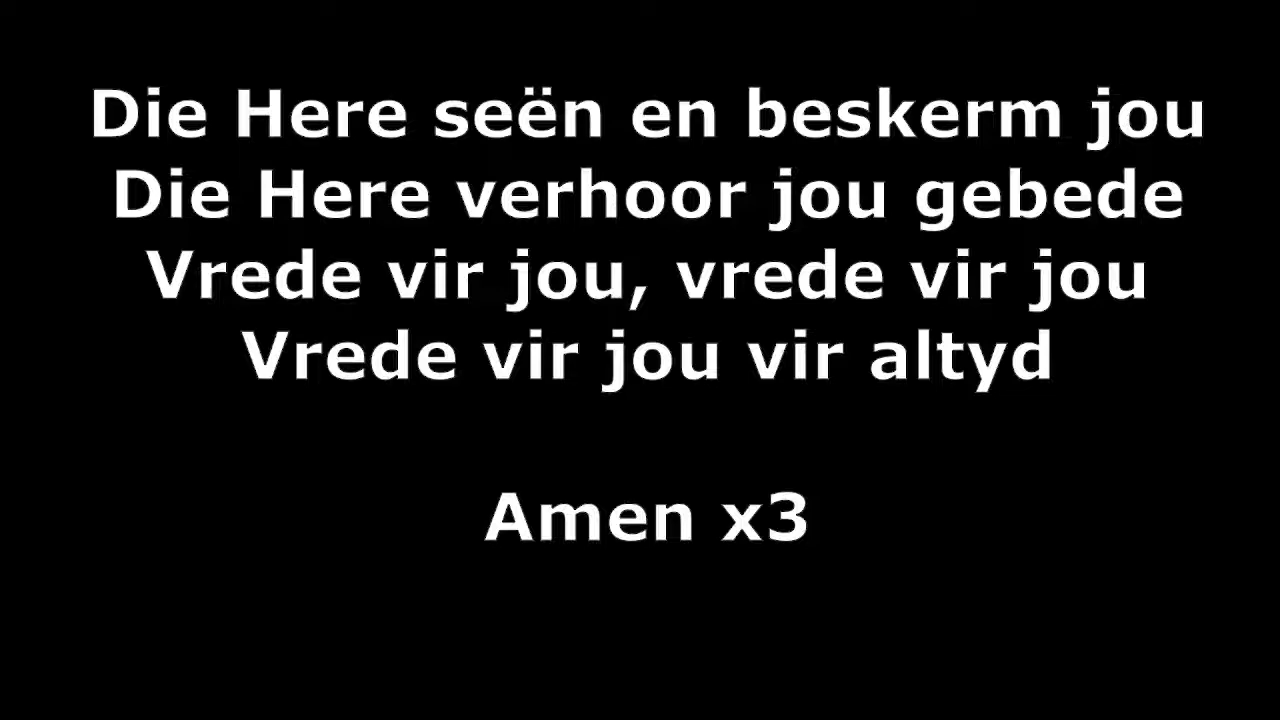 Die Here seën en beskerm jou
Die Here verhoor jou gebede
Vrede vir jou, vrede vir jou
Vrede vir jou vir altyd
Amen x3